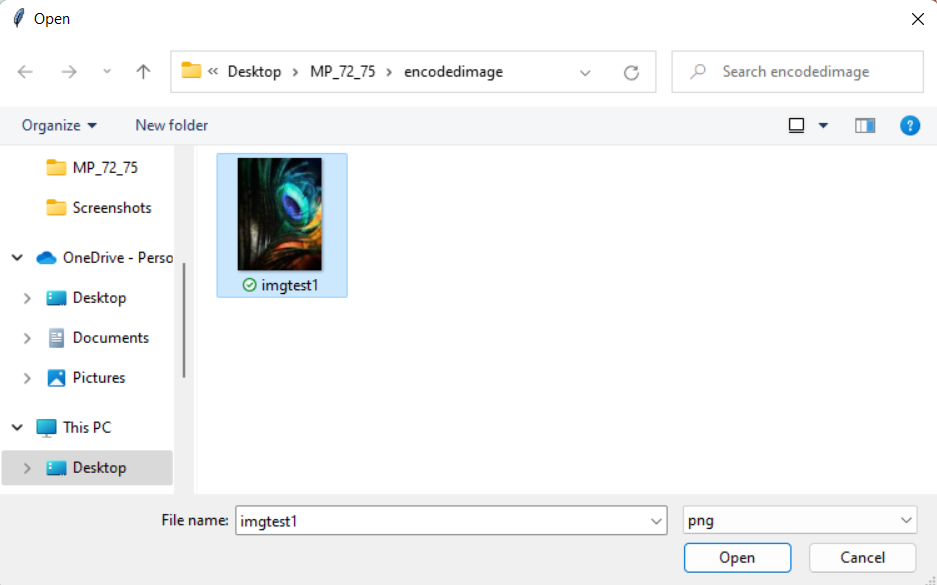 Open
« Desktop > MP_72_75 > encodedimage
Search encodedimage
Organize
New folder
MP_72_75
Screenshots
OneDrive - Perso
Desktop
Documents
Pictures
This PC
Desktop
imgtest1
File name: imgtest1
png
Open
Cancel